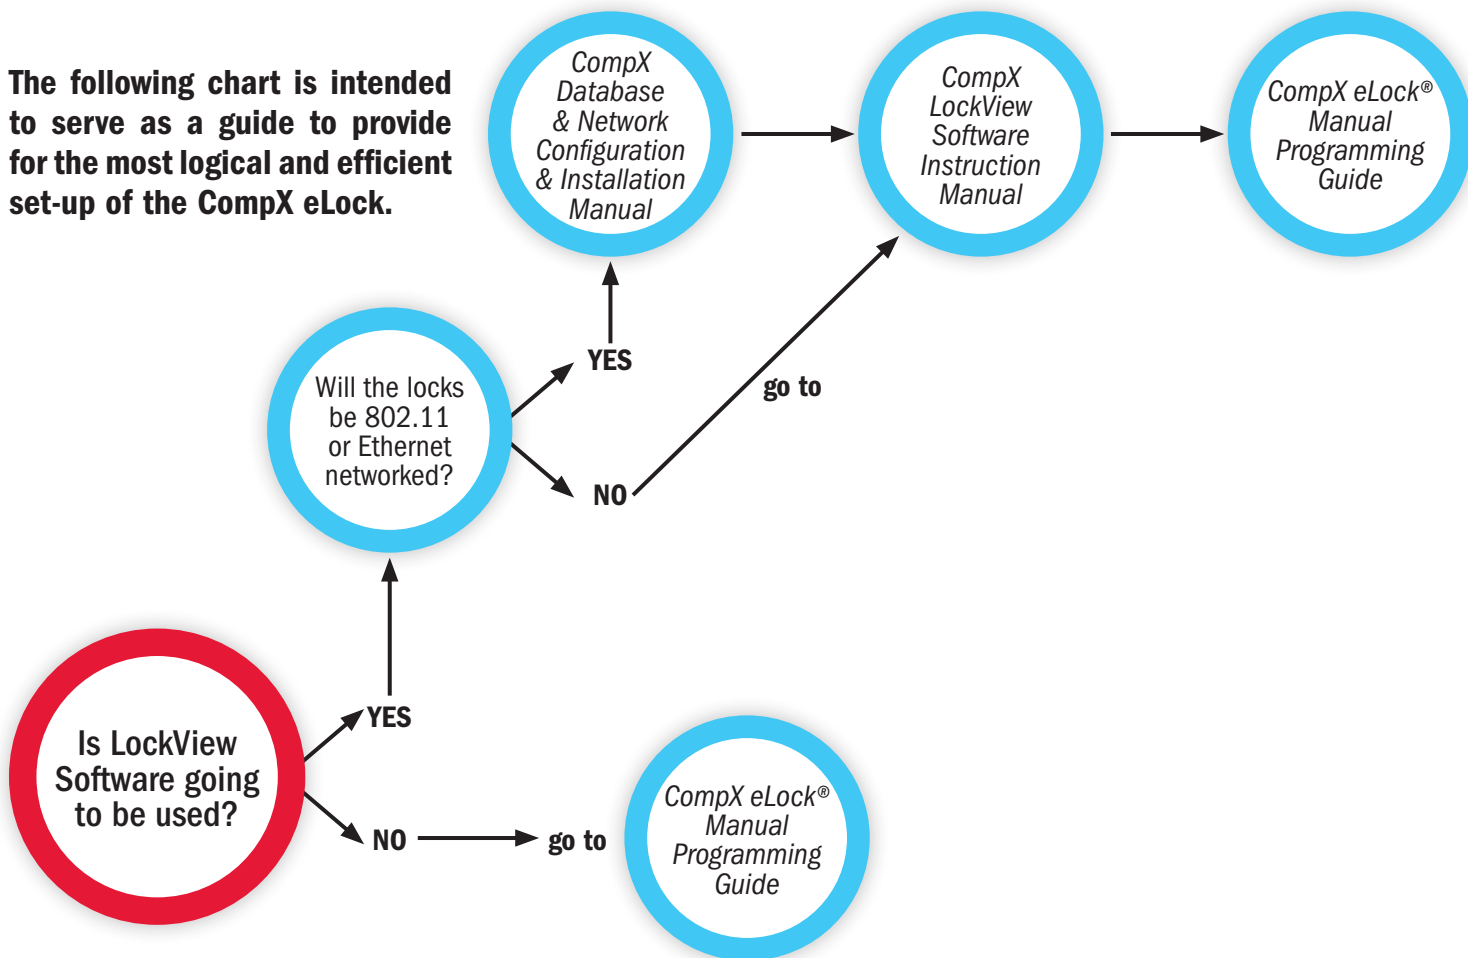 The following chart is intended
to serve as a guide to provide
for the most logical and efficient
set-up of the CompX eLock.
CompX
Database
& Network
Configuration
& Installation
Manual
CompX
LockView
Software
Instruction
Manual
CompX eLock®
Manual
Programming
Guide
YES
go to
Will the locks
be 802.11
or Ethernet
networked?
NO
YES
Is LockView
Software going
to be used?
NO
go to
CompX eLock®
Manual
Programming
Guide